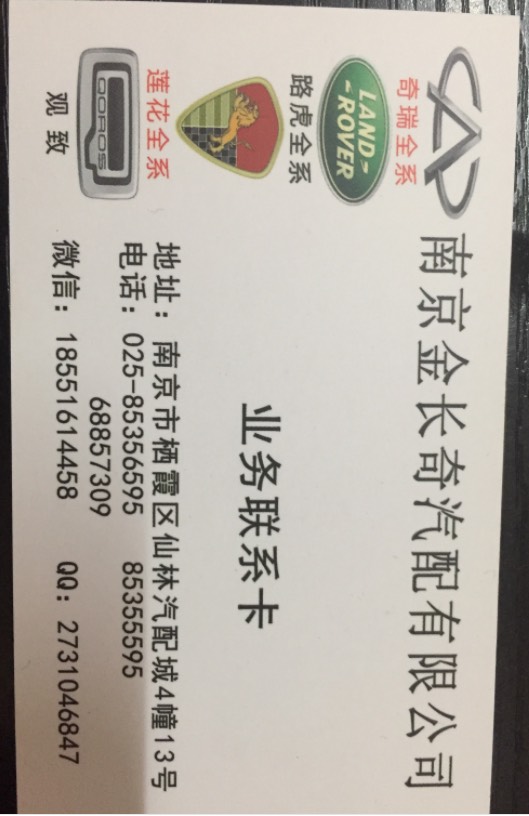 南京金长奇汽配有限公司
奇瑞全系
LAND
ROVER
路虎全系
莲花全系
QOROS
观致
业务联系卡
地址：南京市栖霞区仙林汽配城4幢13号
电话：025-85356595 85355595
68857309
微信：18551614458 QQ：2731046847